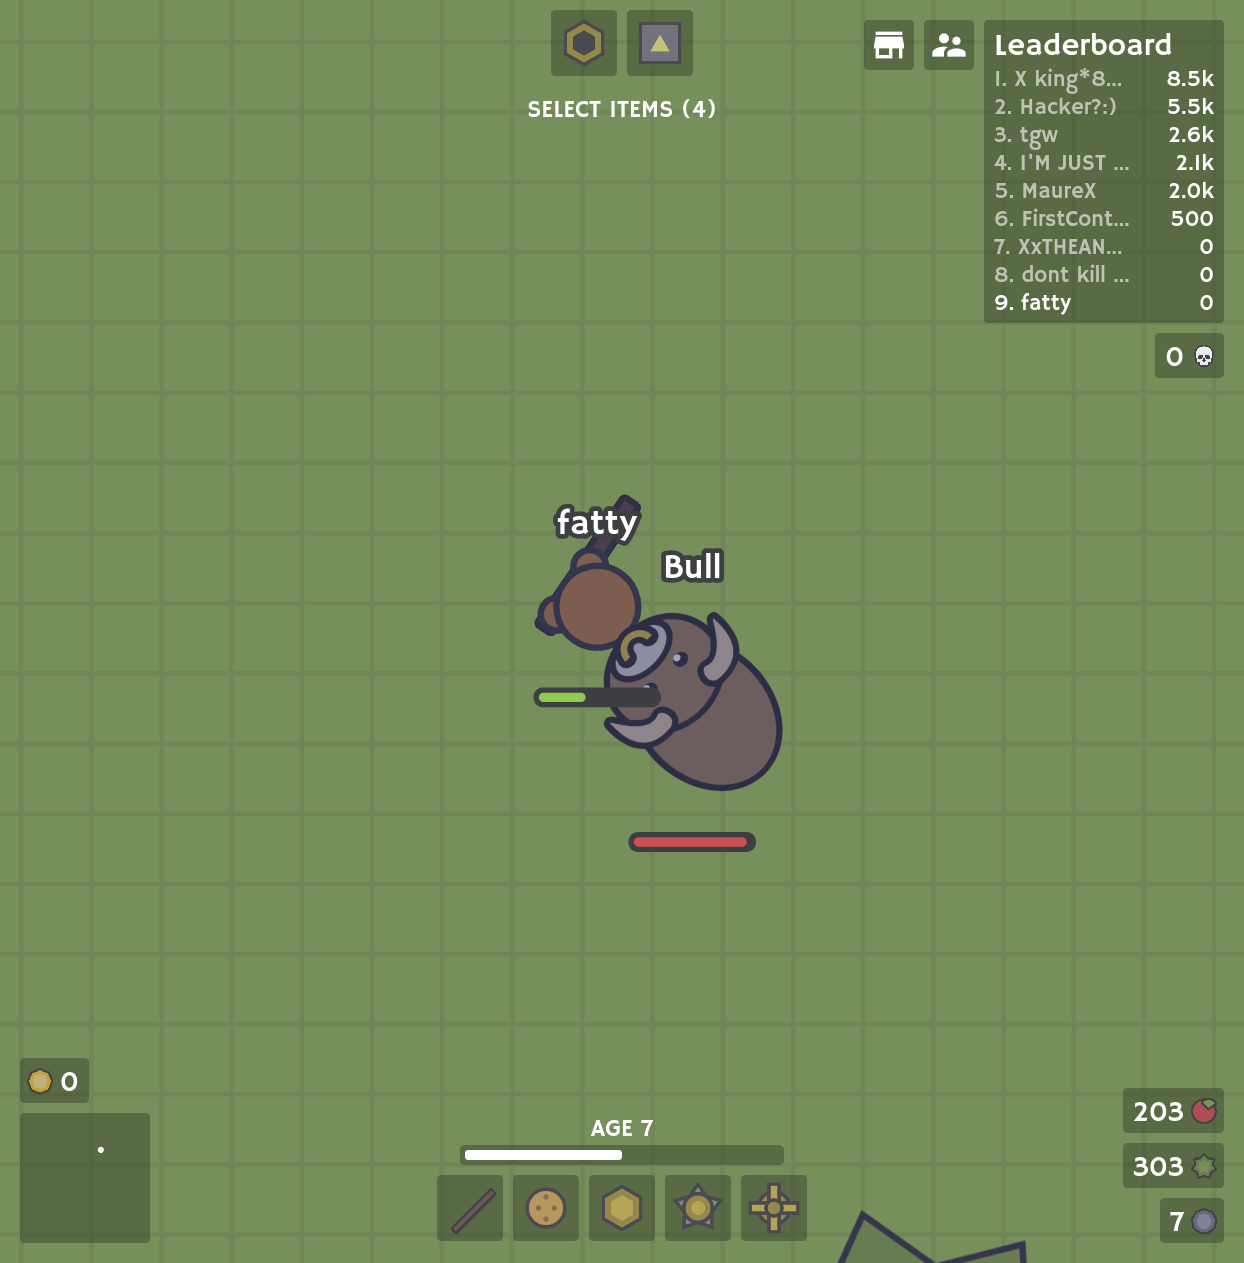 SELECT ITEMS (4)
Leaderboard
1. X king*8... 8.5k
2. Hacker?:) 5.5k
3. tgw 2.6k
4. I'M JUST ... 2.1k
5. MaureX 2.0k
6. FirstCont... 500
7. XxTHEAN... 0
8. dont kill ... 0
9. fatty 0
0
fatty
Bull
0
AGE 7
203
303
7